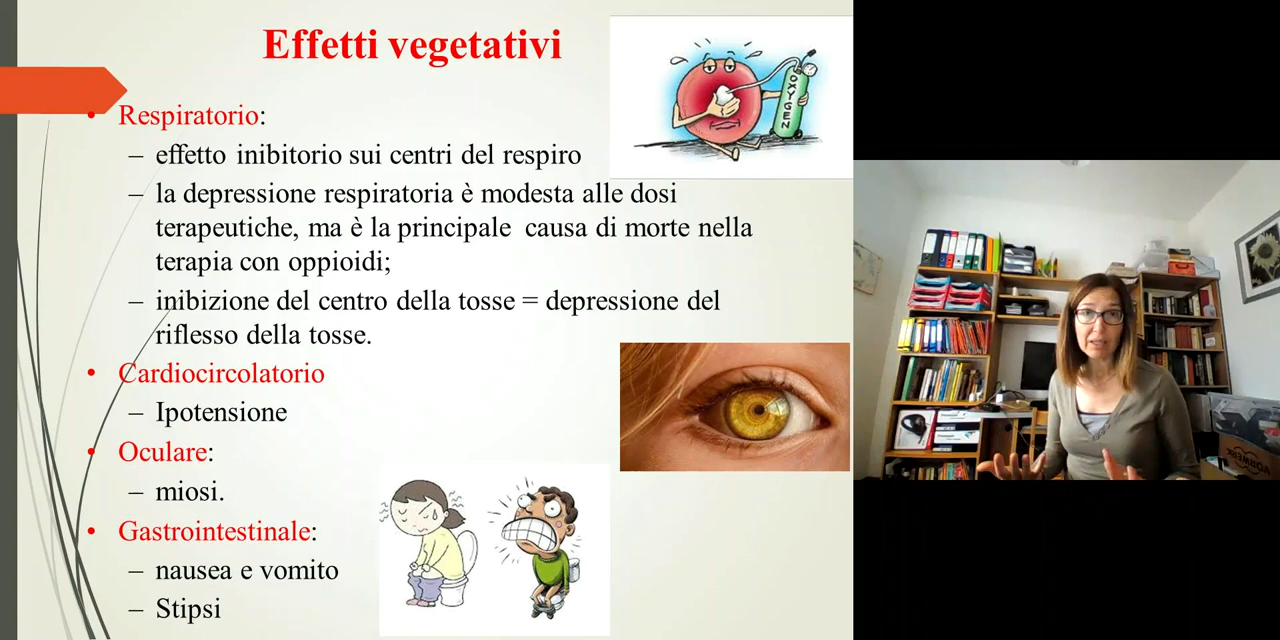 Effetti vegetativi
OXYGEN
• Respiratorio:
– effetto inibitorio sui centri del respiro
– la depressione respiratoria è modesta alle dosi
terapeutiche, ma è la principale causa di morte nella
terapia con oppioidi;
– inibizione del centro della tosse = depressione del
riflesso della tosse.
• Cardiocircolatorio
– Ipotensione
• Oculare:
– miosi.
• Gastrointestinale:
– nausea e vomito
– Stipsi